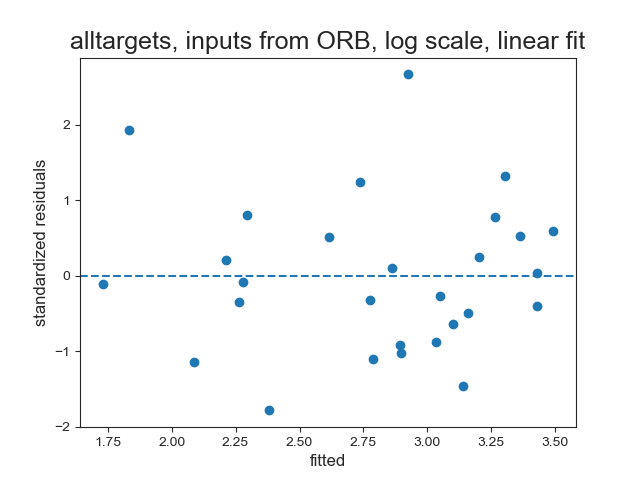 alltargets, inputs from ORB, log scale, linear fit
standardized residuals
2
1
0
−1
−2
1.75 2.00 2.25 2.50 2.75 3.00 3.25 3.50
fitted